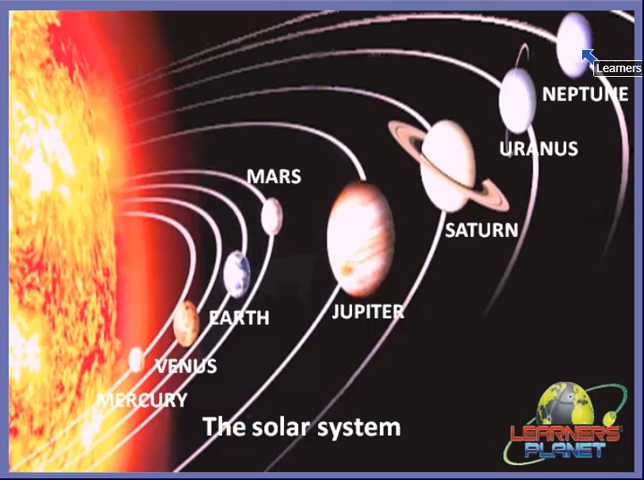 Learners
NEPTUNE
URANUS
MARS
SATURN
JUPITER
EARTH
VENUS
MERCURY
The solar system
LEARNERS
PLANET